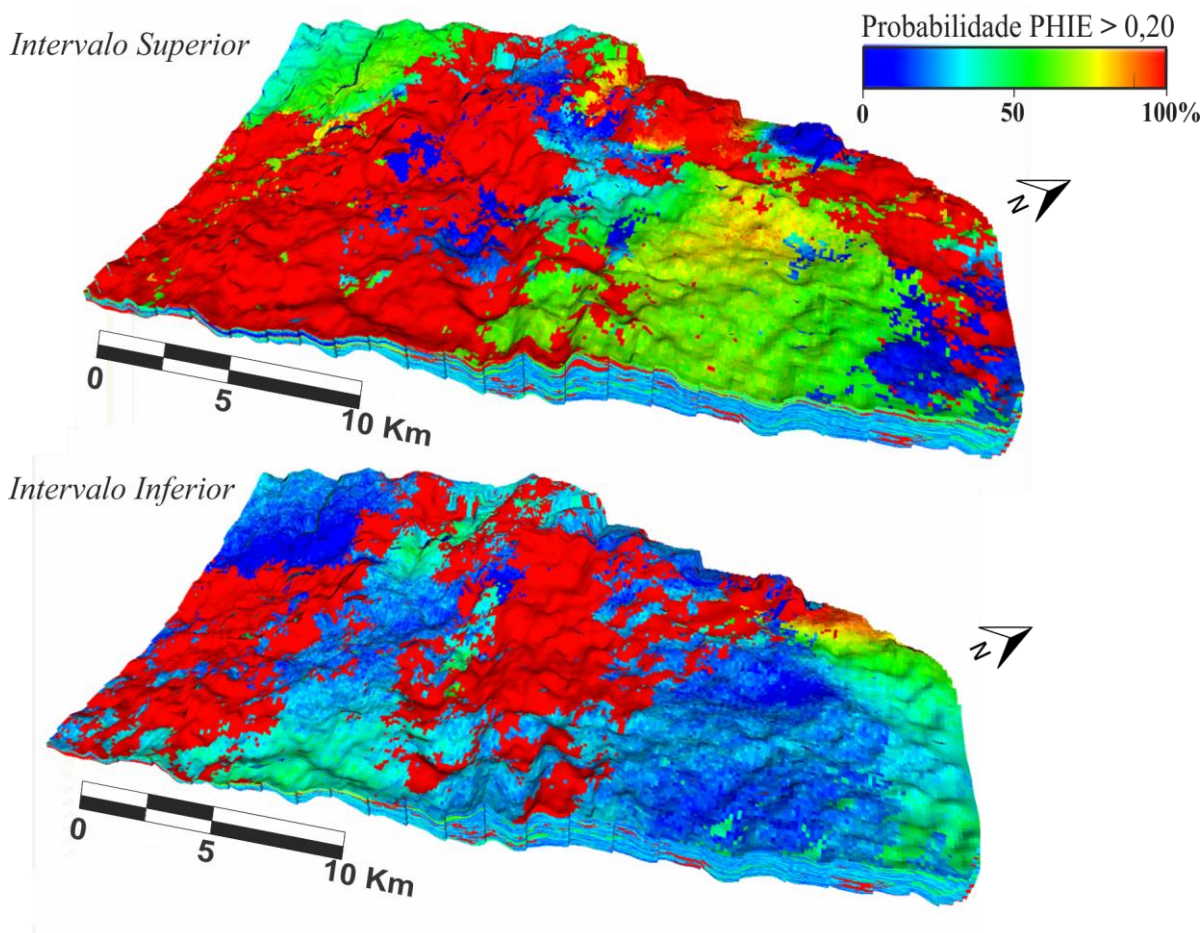 Intervalo Superior
Probabilidade PHIE > 0,20
0 50 100%
N
0 5 10 Km
Intervalo Inferior
N
0 5 10 Km